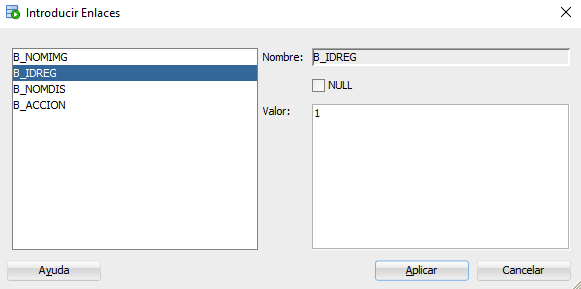 Introducir Enlaces
B_NOMIMG
B_IDREG
B_NOMDIS
B_ACCION
Nombre: B_IDREG
NULL
Valor: 1
Ayuda
Aplicar
Cancelar